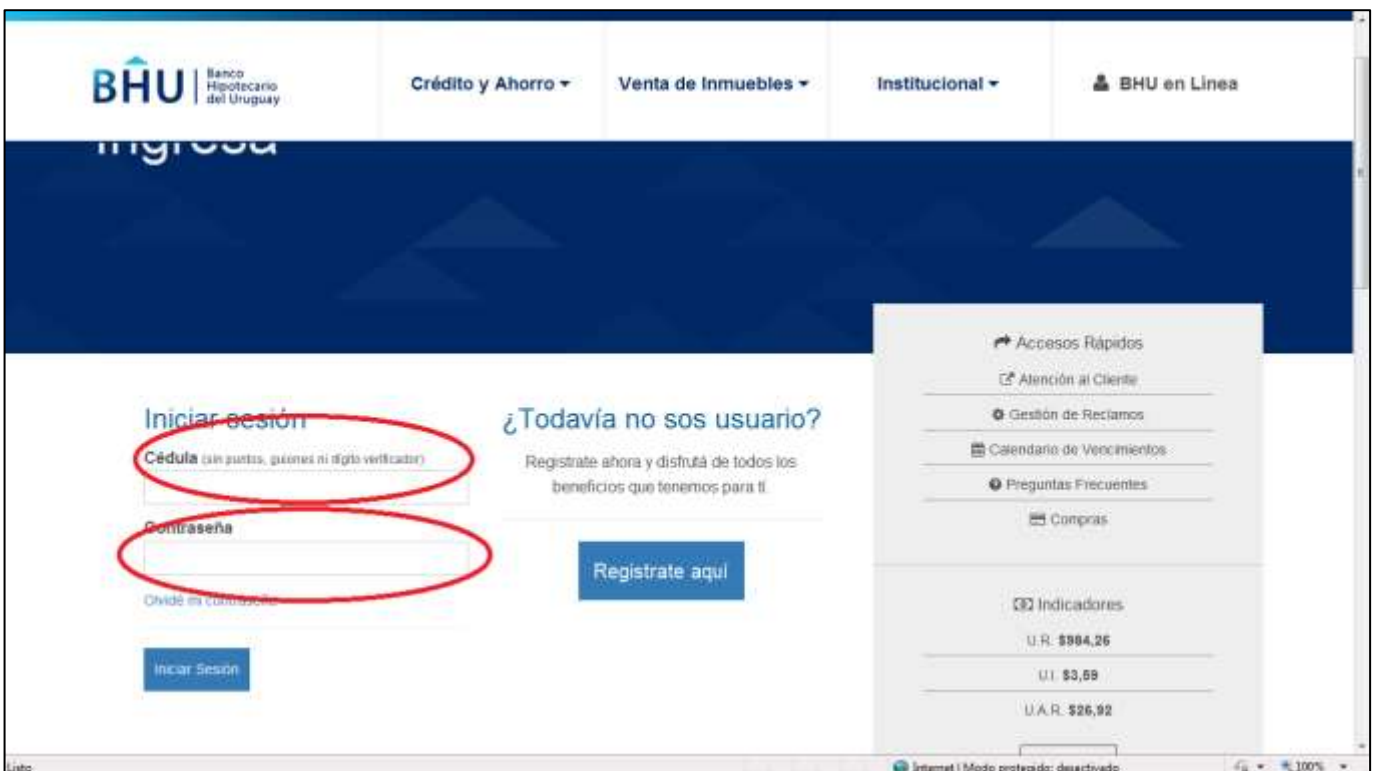 BHU
Banco
Hipotecario
del Uruguay
Crédito y Ahorro
Venta de Inmuebles
Institucional
BHU en Linea
Ingresa
Iniciar sesión
Cédula (sin puntos, guiones ni dígito verificador)
Contraseña
Olvidé mi contraseña
Iniciar Sesión
¿Todavía no sos usuario?
Registrate ahora y disfrutá de todos los
beneficios que tenemos para ti.
Registrate aquí
Accesos Rápidos
Atención al Cliente
Gestión de Reclamos
Calendario de Vencimientos
Preguntas Frecuentes
Compras
Indicadores
U.R. $984,26
U.I. $3,59
U.A.R. $26,92
Listo
Internet | Modo protegido: desactivado
100%